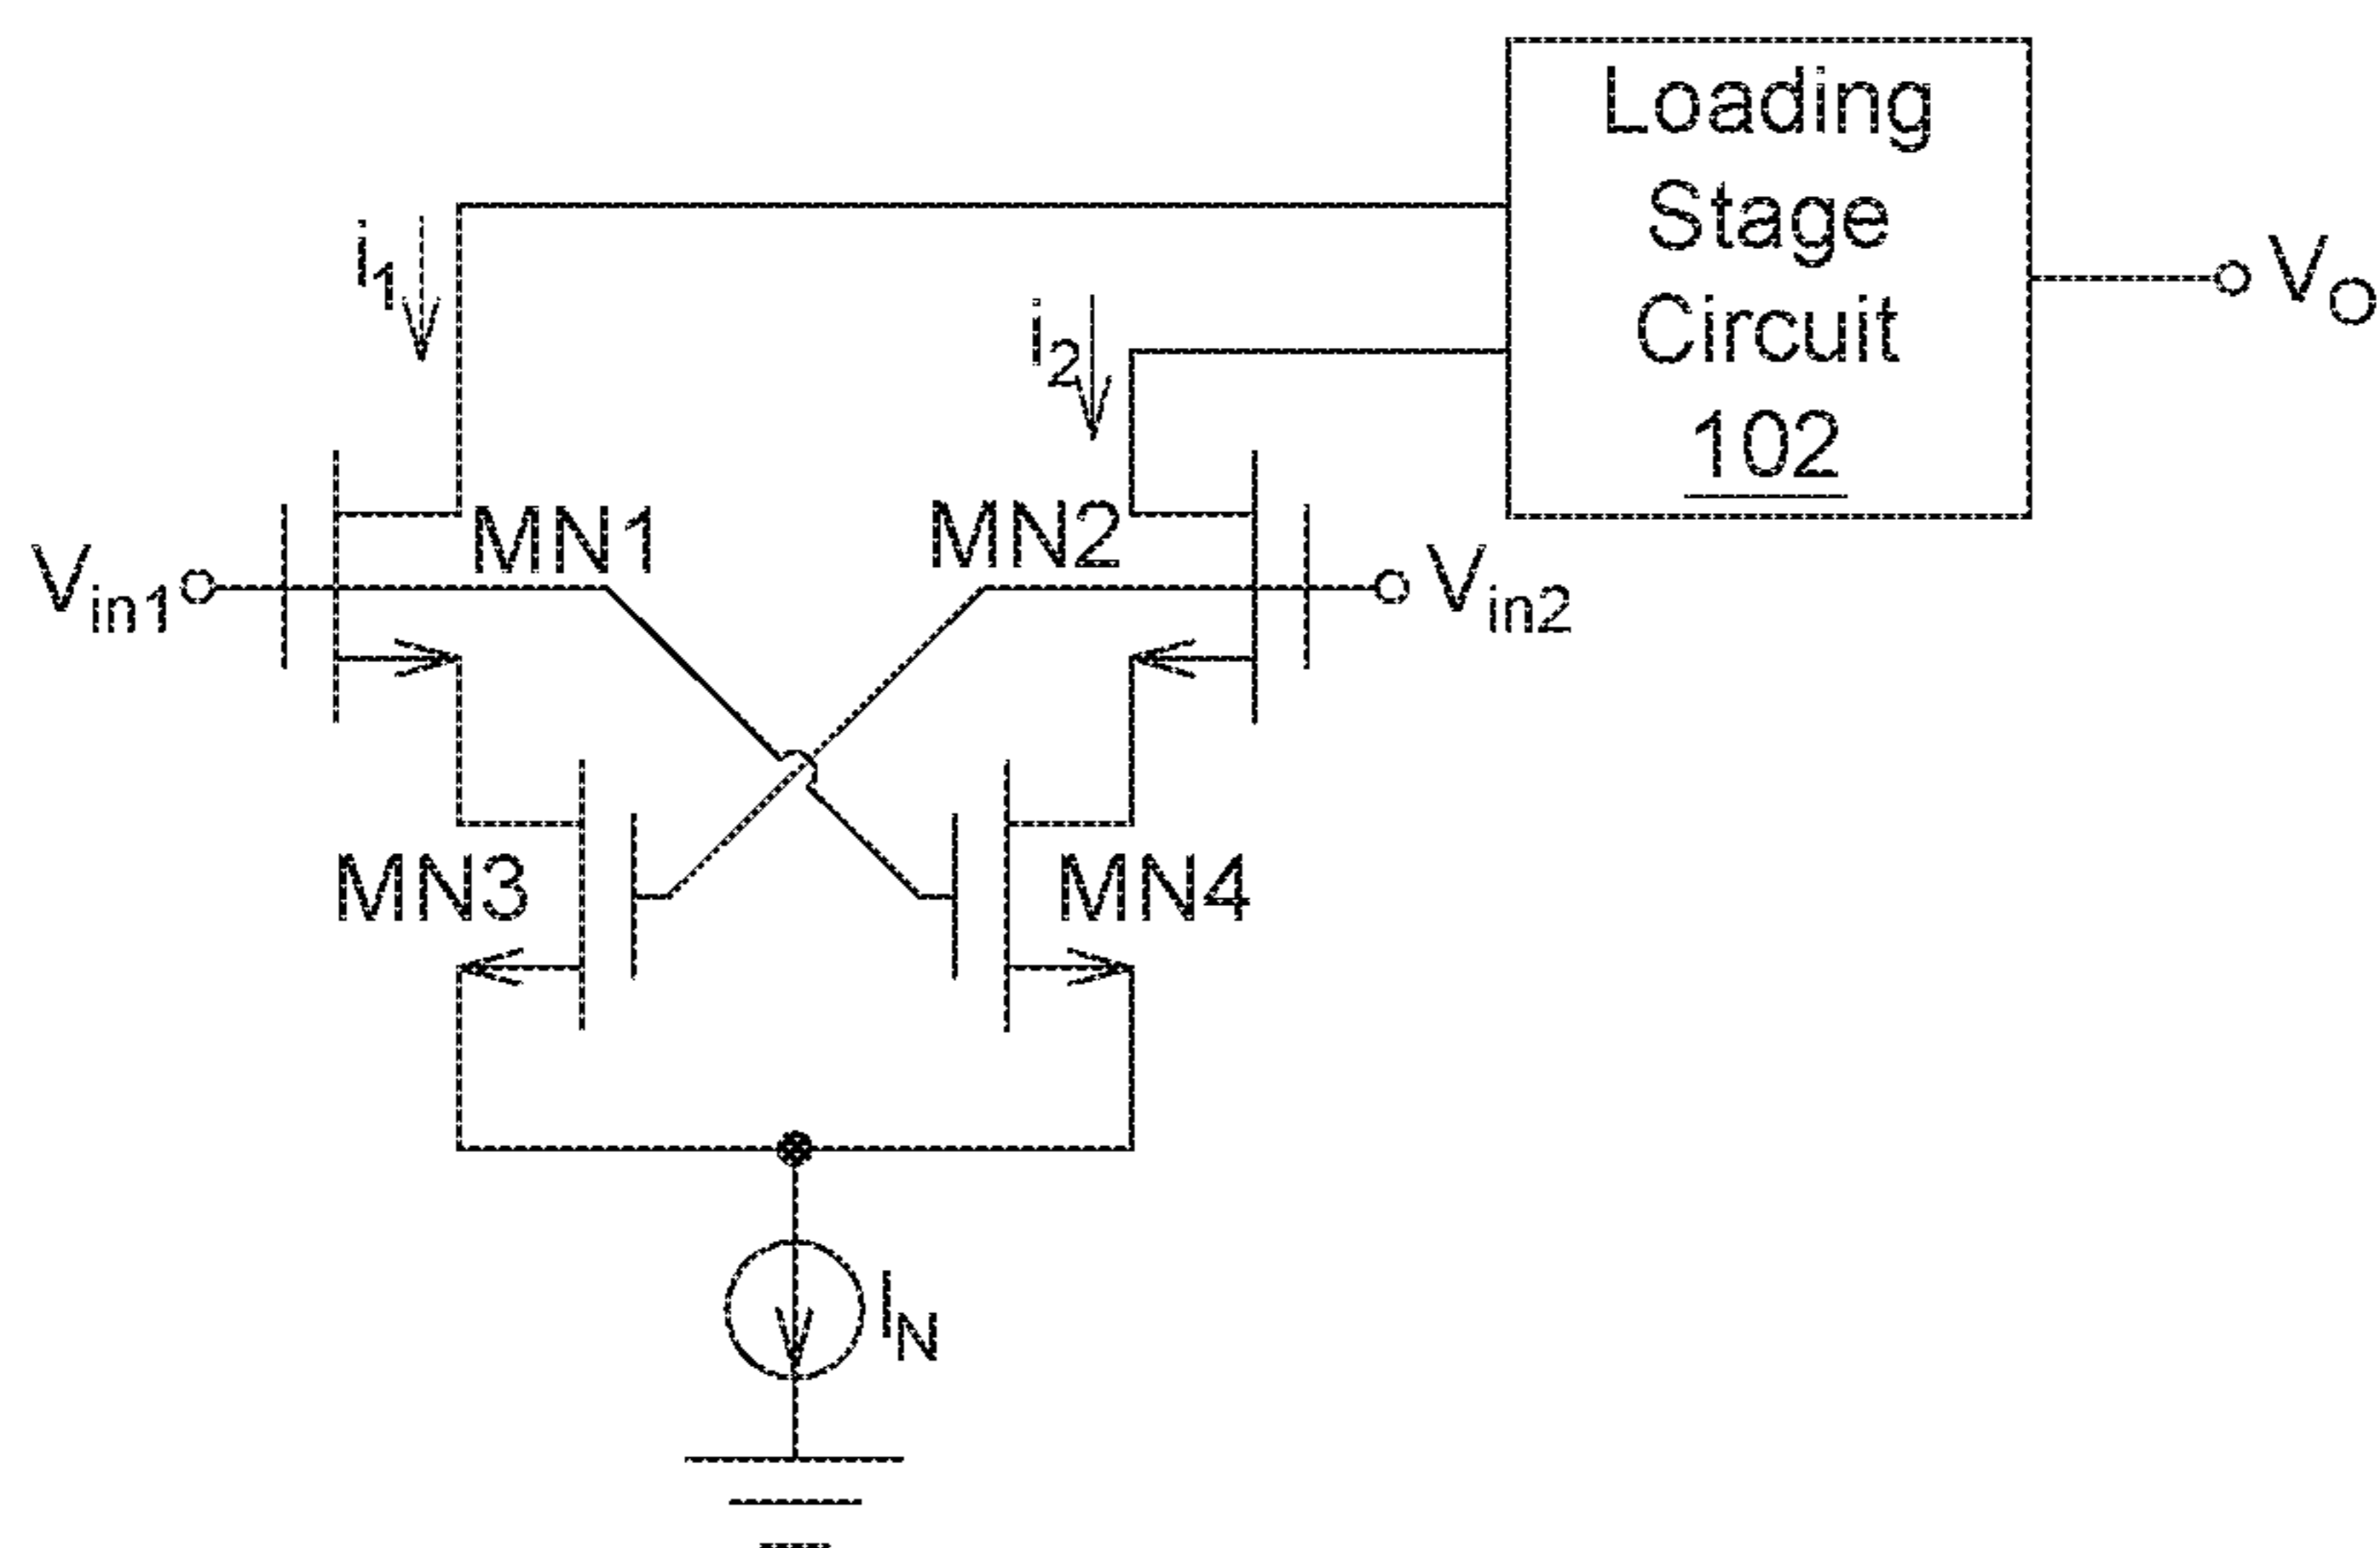 Loading
Stage
Circuit
102
i1
i2
VO
MN1
MN2
Vin1
Vin2
MN3
MN4
IN